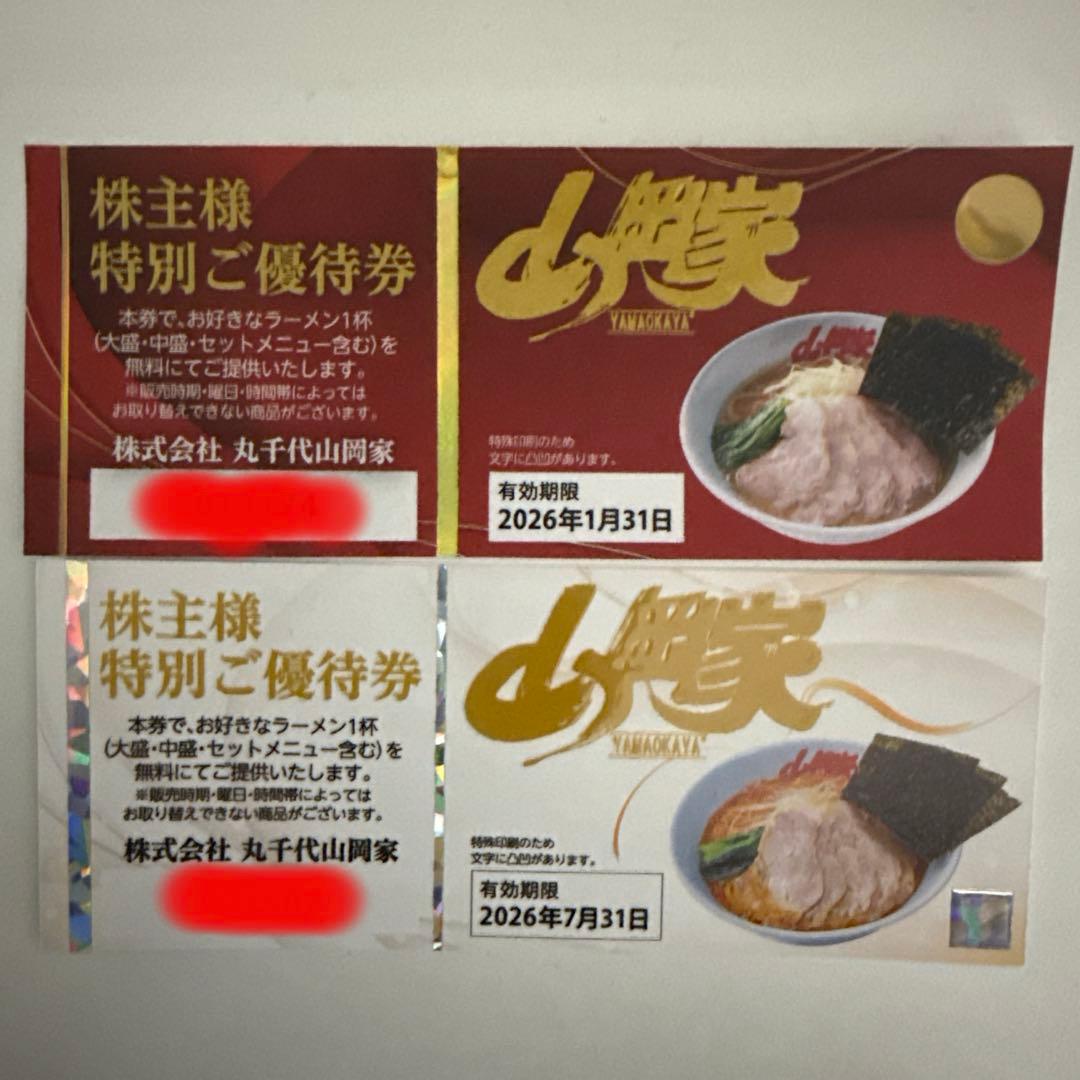 株主様
特別ご優待券
本券で、お好きなラーメン1杯
(大盛・中盛・セットメニュー含む)を
無料にてご提供いたします。
※販売時期・曜日・時間帯によっては
お取り替えできない商品がございます。
株式会社 丸千代山岡家
山岡家
YAMAOKAYA
山岡家
特殊印刷のため
文字に凸凹があります。
有効期限
2026年1月31日
株主様
特別ご優待券
本券で、お好きなラーメン1杯
(大盛・中盛・セットメニュー含む)を
無料にてご提供いたします。
※販売時期・曜日・時間帯によっては
お取り替えできない商品がございます。
株式会社 丸千代山岡家
山岡家
YAMAOKAYA
特殊印刷のため
文字に凸凹があります。
有効期限
2026年7月31日